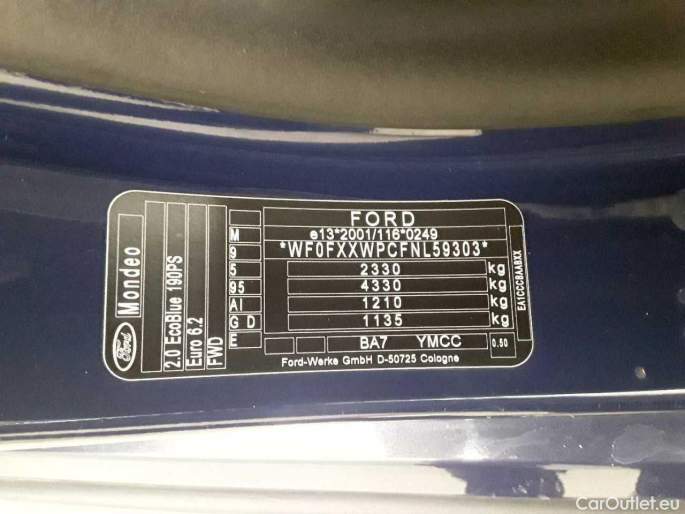 Ford
Mondeo
2.0 EcoBlue 190PS
Euro 6.2
FWD
M
9
5
95
AI
G D
E
FORD
e13*2001/116*0249
*WF0FXXWPCFNL59303*
2330 kg
4330 kg
1210 kg
1135 kg
BA7 YMCC 0.50
Ford-Werke GmbH D-50725 Cologne
EA1CCCBAABXX
CarOutlet.eu